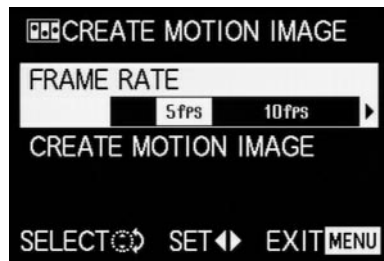 CREATE MOTION IMAGE
FRAME RATE
5fps 10fps
CREATE MOTION IMAGE
SELECT SET EXIT MENU